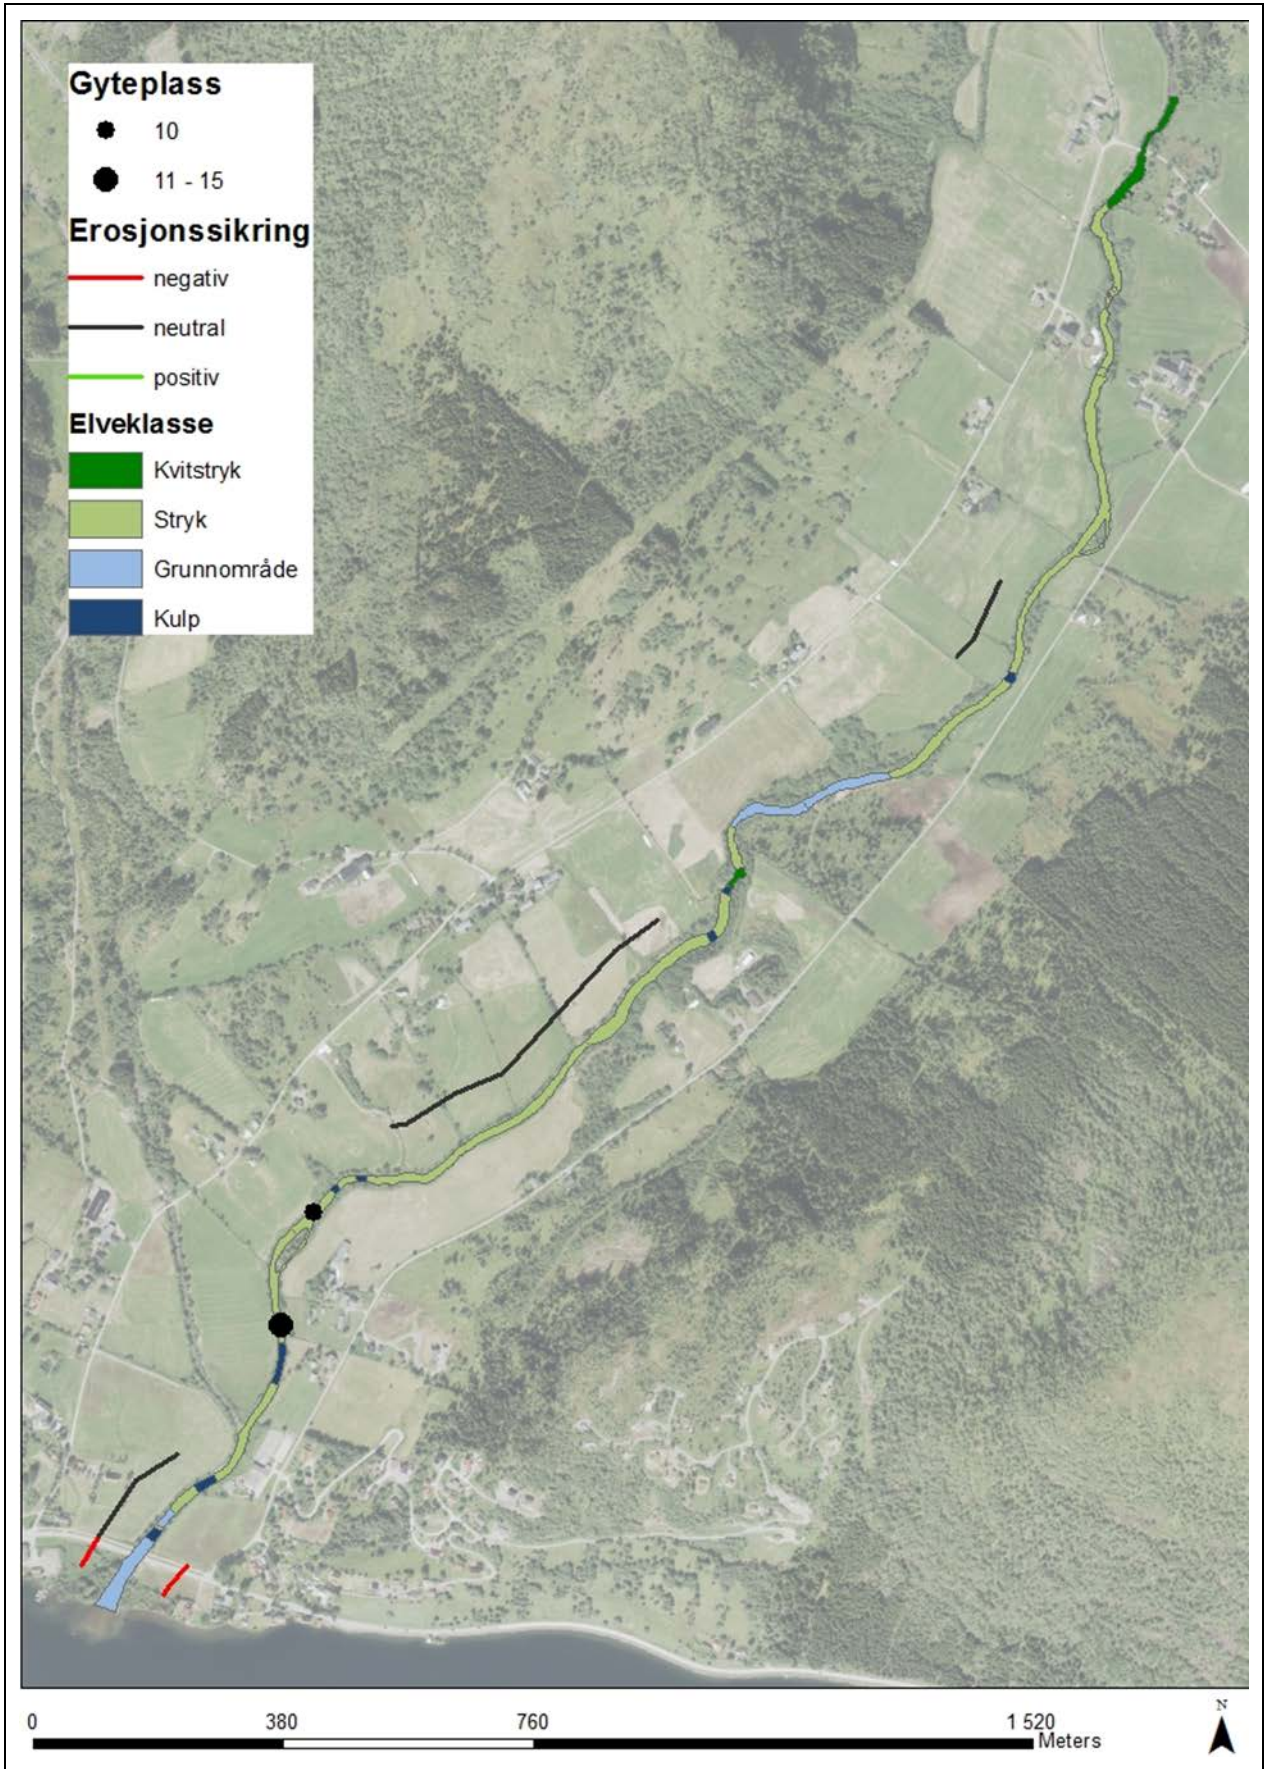 Gyteplass
10
11 - 15
Erosjonssikring
negativ
neutral
positiv
Elveklasse
Kvitstryk
Stryk
Grunnområde
Kulp
0 380 760 1 520
Meters
N